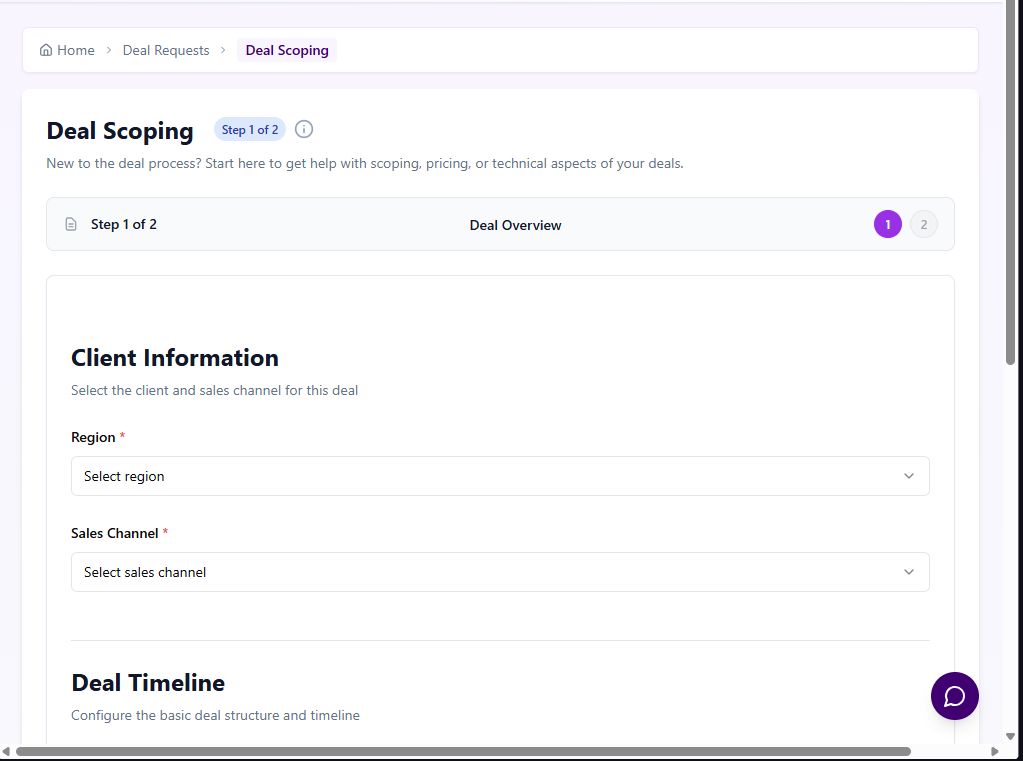 Home > Deal Requests > Deal Scoping
Deal Scoping Step 1 of 2
New to the deal process? Start here to get help with scoping, pricing, or technical aspects of your deals.
Step 1 of 2 Deal Overview 1 2
Client Information
Select the client and sales channel for this deal
Region *
Select region
Sales Channel *
Select sales channel
Deal Timeline
Configure the basic deal structure and timeline